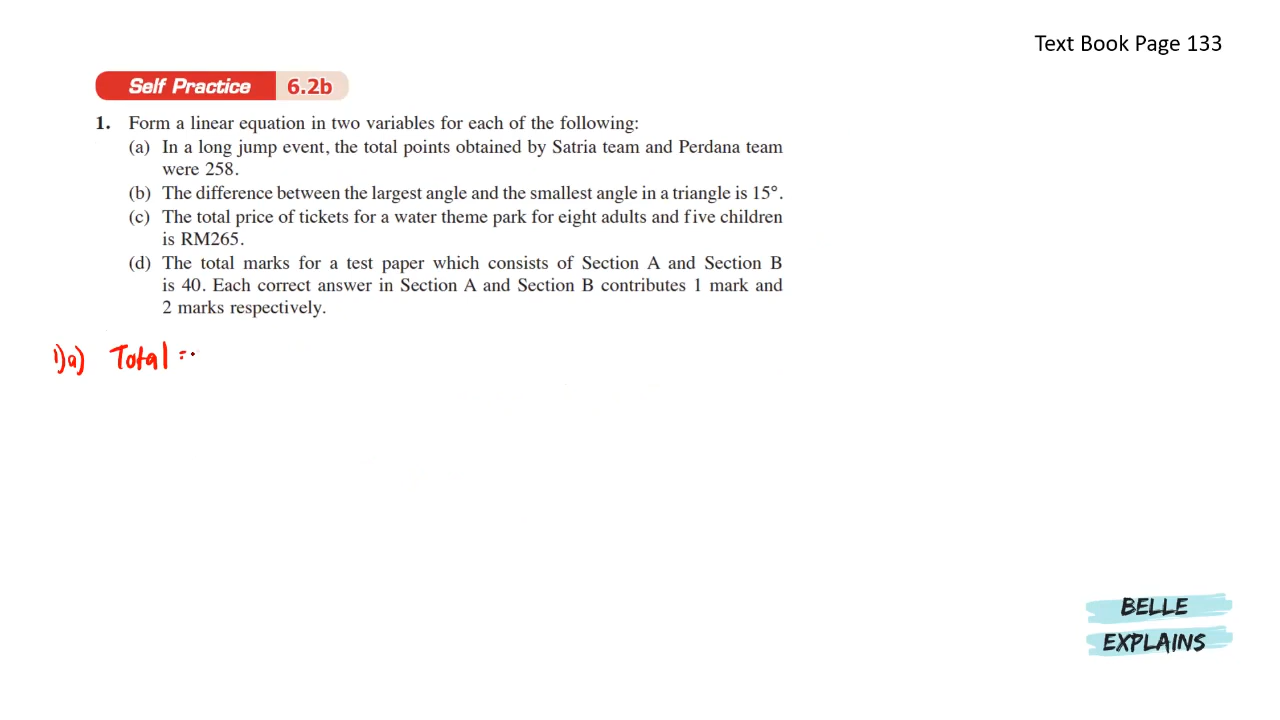 Text Book Page 133
Self Practice 6.2b
1. Form a linear equation in two variables for each of the following:
(a) In a long jump event, the total points obtained by Satria team and Perdana team
were 258.
(b) The difference between the largest angle and the smallest angle in a triangle is 15°.
(c) The total price of tickets for a water theme park for eight adults and five children
is RM265.
(d) The total marks for a test paper which consists of Section A and Section B
is 40. Each correct answer in Section A and Section B contributes 1 mark and
2 marks respectively.
1)a) Total =
BELLE
EXPLAINS